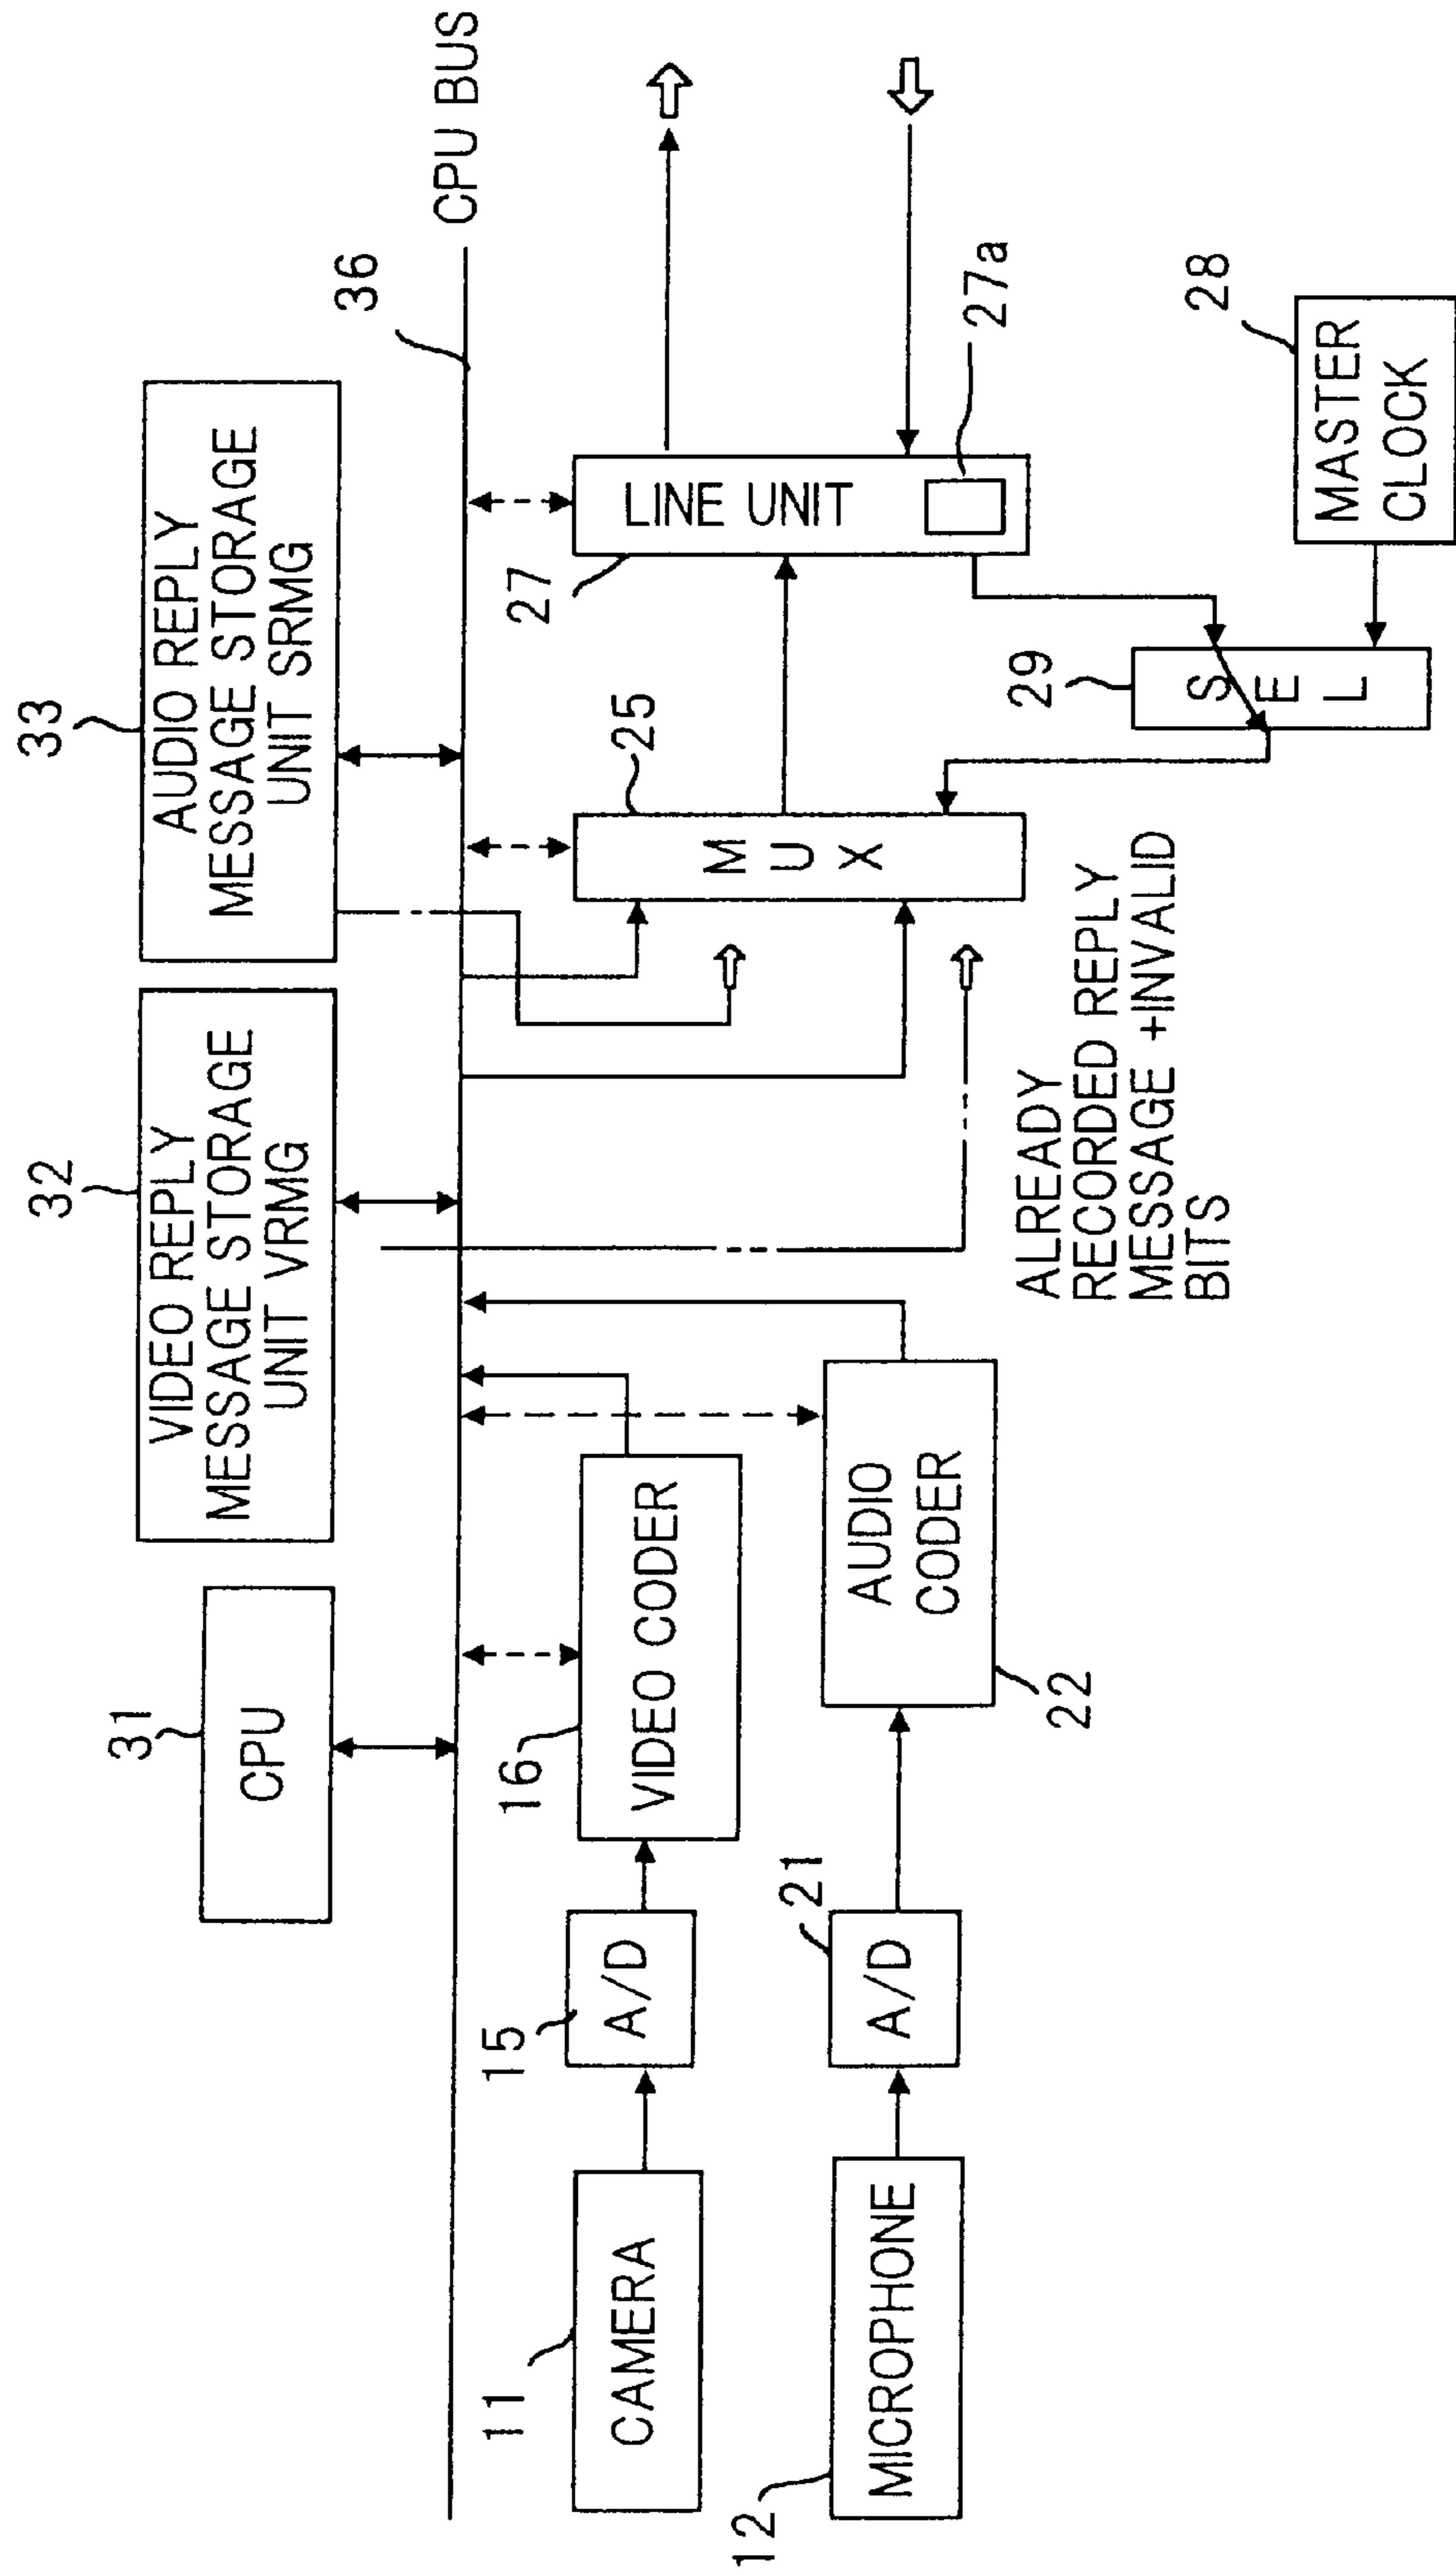 33
AUDIO REPLY
MESSAGE STORAGE
UNIT SRMG
32
VIDEO REPLY
MESSAGE STORAGE
UNIT VRMG
31
CPU
36
CPU BUS
11
CAMERA
15
A/D
16
VIDEO CODER
12
MICROPHONE
21
A/D
22
AUDIO
CODER
25
MUX
27
LINE UNIT
27a
ALREADY
RECORDED REPLY
MESSAGE +INVALID
BITS
29
SEL
28
MASTER
CLOCK